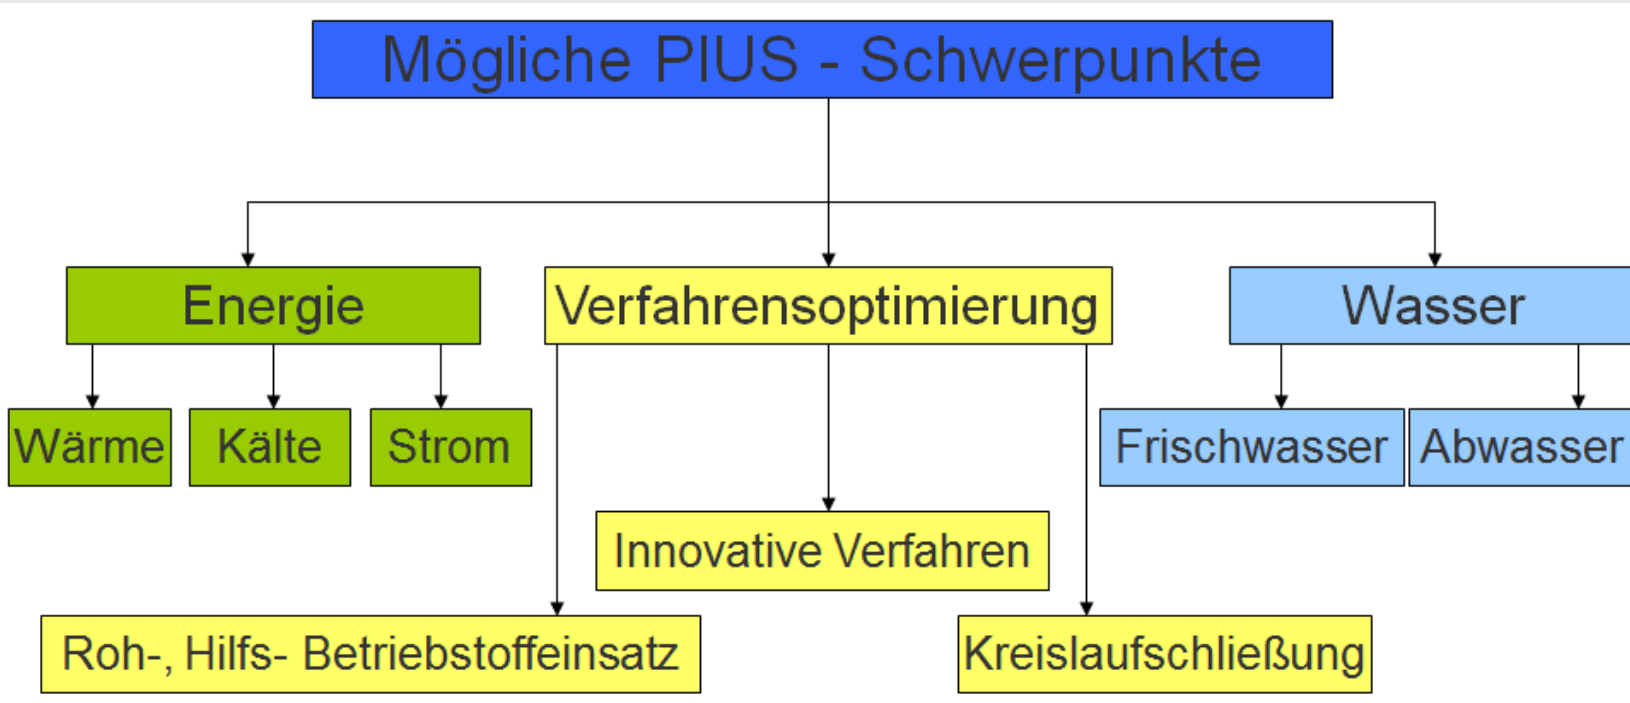 Mögliche PIUS - Schwerpunkte
Energie
Verfahrensoptimierung
Wasser
Wärme
Kälte
Strom
Frischwasser
Abwasser
Innovative Verfahren
Roh-, Hilfs- Betriebstoffeinsatz
Kreislaufschließung